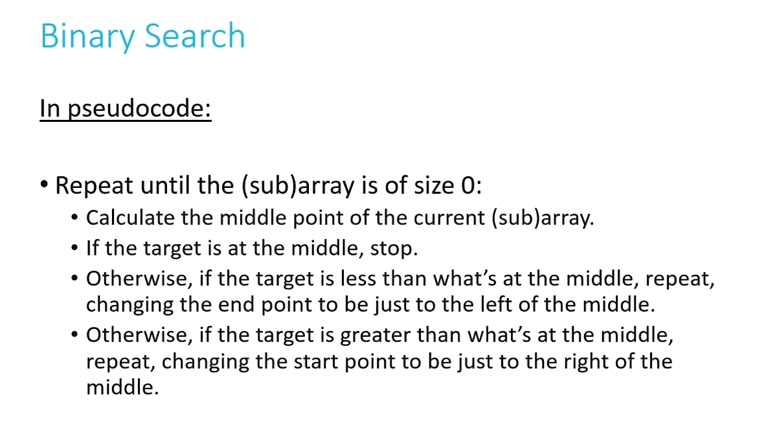 Binary Search
In pseudocode:
• Repeat until the (sub)array is of size 0:
• Calculate the middle point of the current (sub)array.
• If the target is at the middle, stop.
• Otherwise, if the target is less than what’s at the middle, repeat,
changing the end point to be just to the left of the middle.
• Otherwise, if the target is greater than what’s at the middle,
repeat, changing the start point to be just to the right of the
middle.